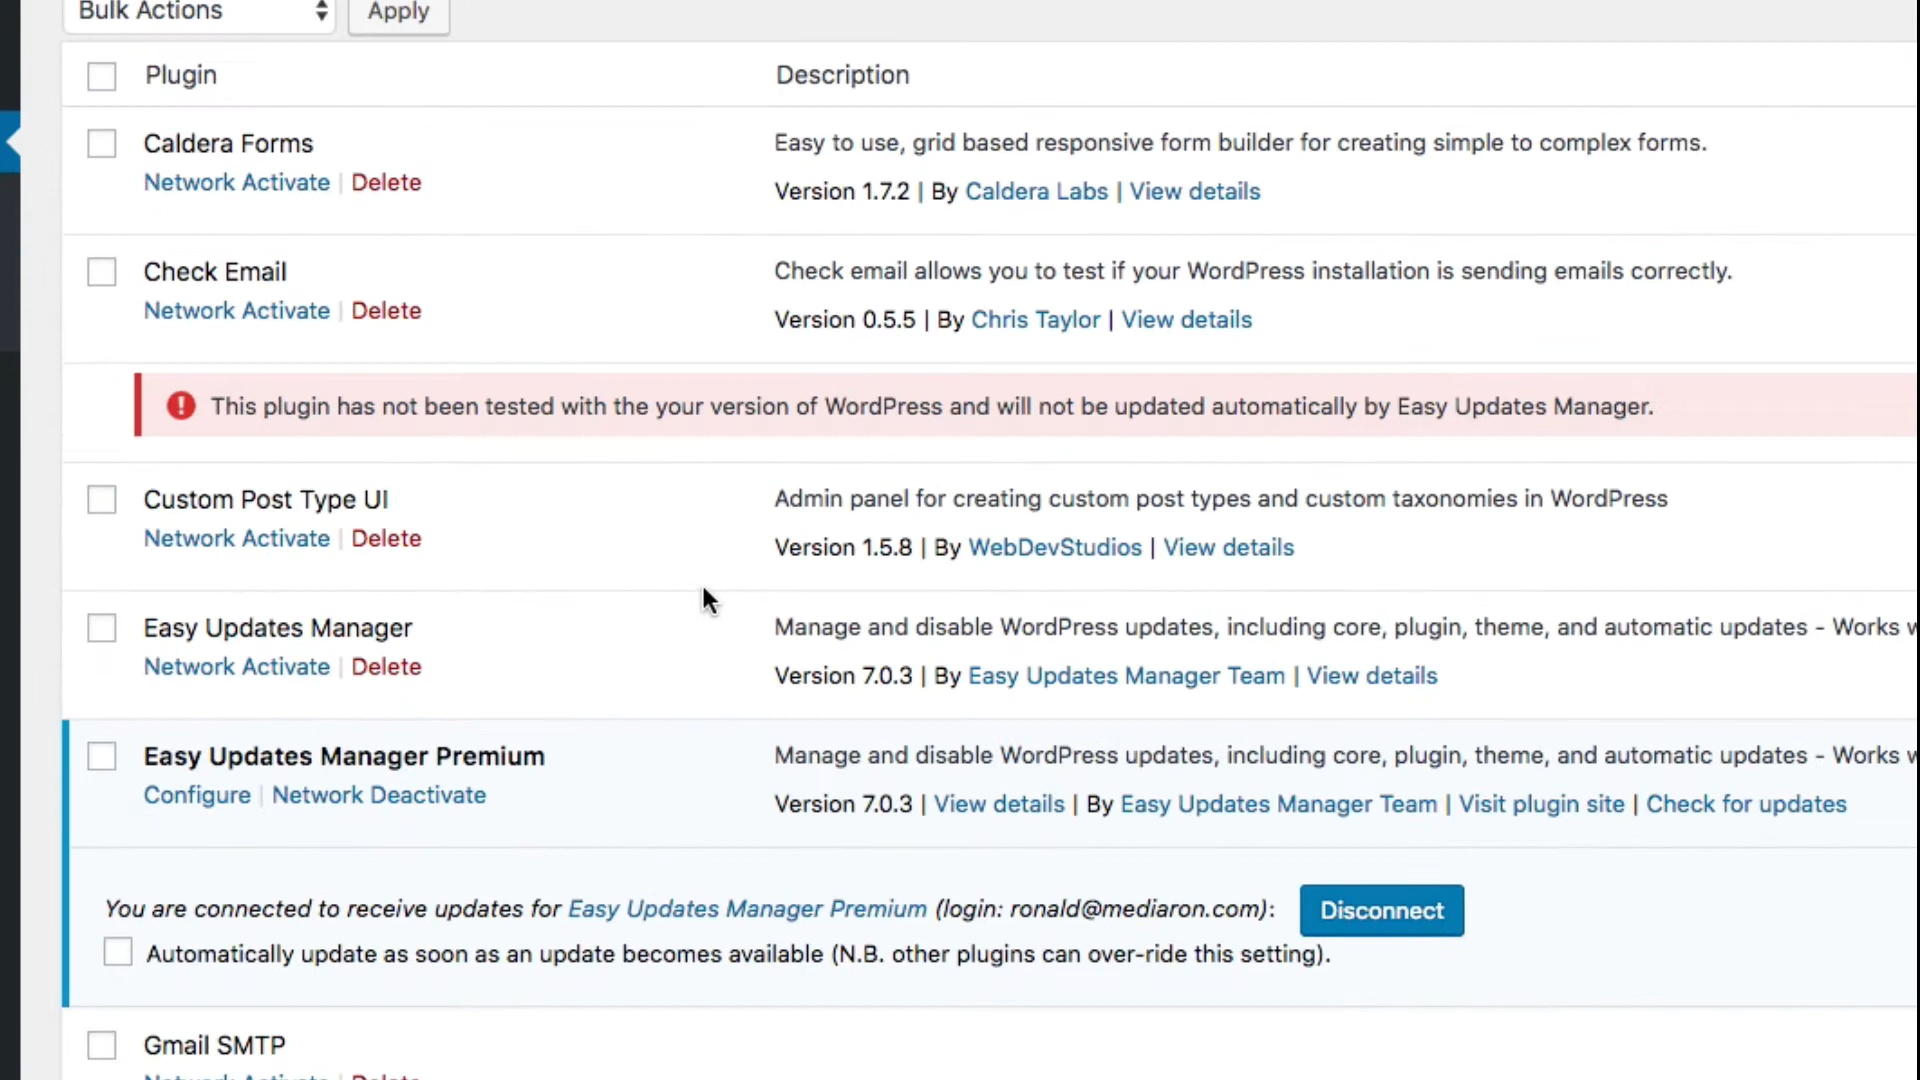 Bulk Actions Apply
Plugin Description
Caldera Forms Easy to use, grid based responsive form builder for creating simple to complex forms.
Network Activate | Delete Version 1.7.2 | By Caldera Labs | View details
Check Email Check email allows you to test if your WordPress installation is sending emails correctly.
Network Activate | Delete Version 0.5.5 | By Chris Taylor | View details
This plugin has not been tested with the your version of WordPress and will not be updated automatically by Easy Updates Manager.
Custom Post Type UI Admin panel for creating custom post types and custom taxonomies in WordPress
Network Activate | Delete Version 1.5.8 | By WebDevStudios | View details
Easy Updates Manager Manage and disable WordPress updates, including core, plugin, theme, and automatic updates - Works
Network Activate | Delete Version 7.0.3 | By Easy Updates Manager Team | View details
Easy Updates Manager Premium Manage and disable WordPress updates, including core, plugin, theme, and automatic updates - Works
Configure | Network Deactivate Version 7.0.3 | View details | By Easy Updates Manager Team | Visit plugin site | Check for updates
You are connected to receive updates for Easy Updates Manager Premium (login: ronald@mediaron.com): Disconnect
Automatically update as soon as an update becomes available (N.B. other plugins can over-ride this setting).
Gmail SMTP
Network Activate | Delete